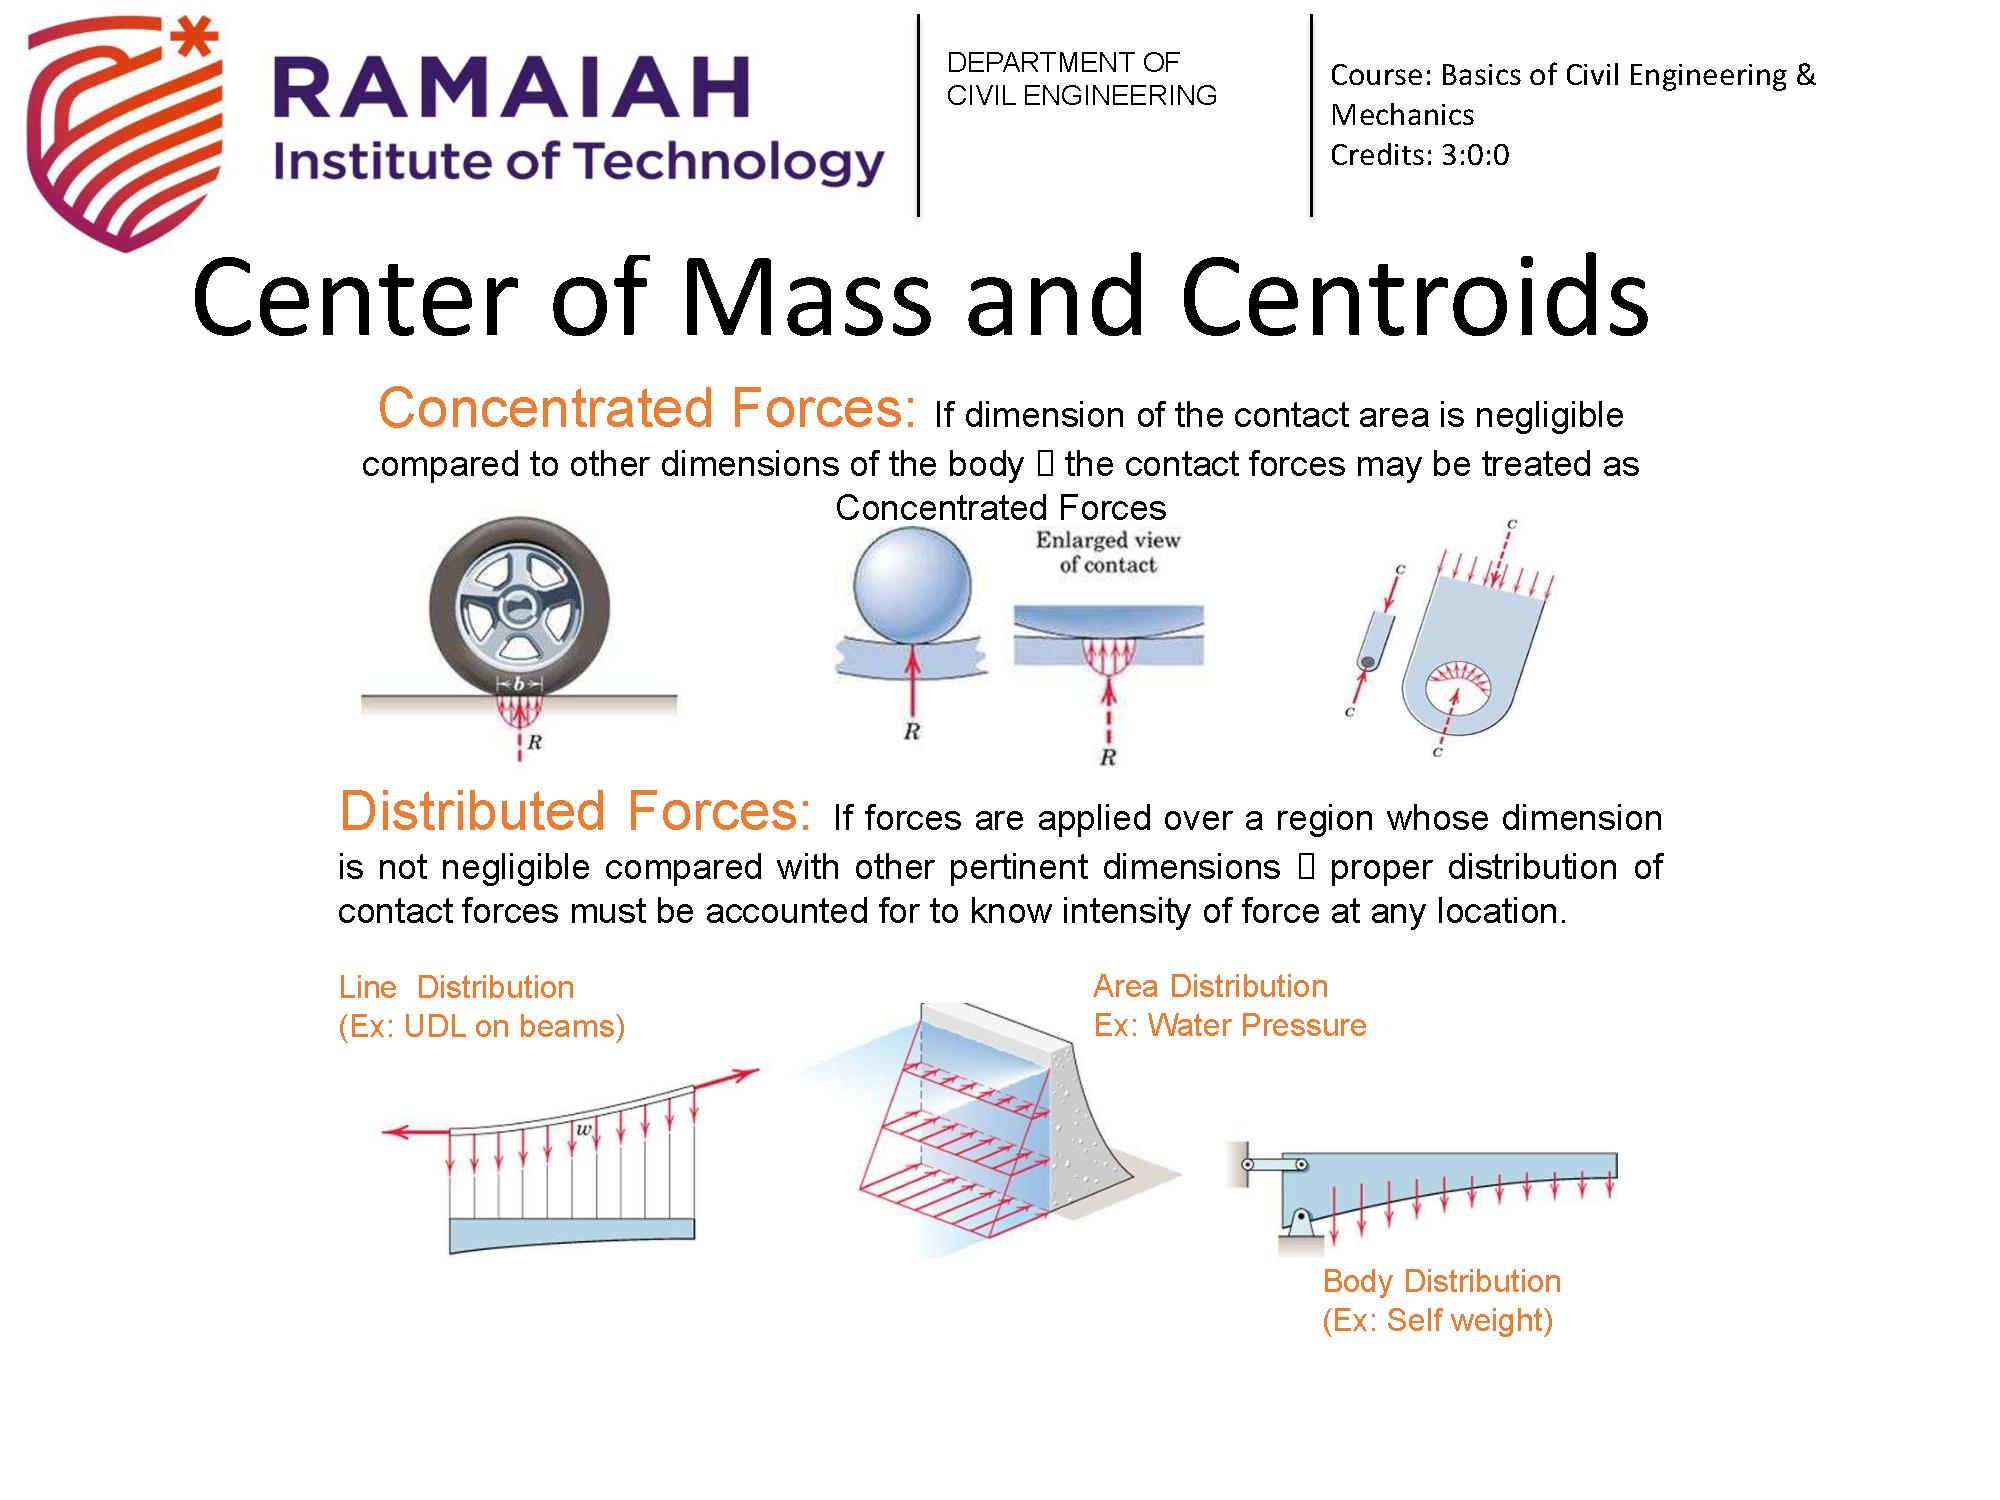 RAMAIAH
Institute of Technology
DEPARTMENT OF
CIVIL ENGINEERING
Course: Basics of Civil Engineering &
Mechanics
Credits: 3:0:0
Center of Mass and Centroids
Concentrated Forces: If dimension of the contact area is negligible
compared to other dimensions of the body ▯ the contact forces may be treated as
Concentrated Forces
b
R
R
Enlarged view
of contact
R
C
C
C
C
Distributed Forces: If forces are applied over a region whose dimension
is not negligible compared with other pertinent dimensions ▯ proper distribution of
contact forces must be accounted for to know intensity of force at any location.
Line Distribution
(Ex: UDL on beams)
w
Area Distribution
Ex: Water Pressure
Body Distribution
(Ex: Self weight)